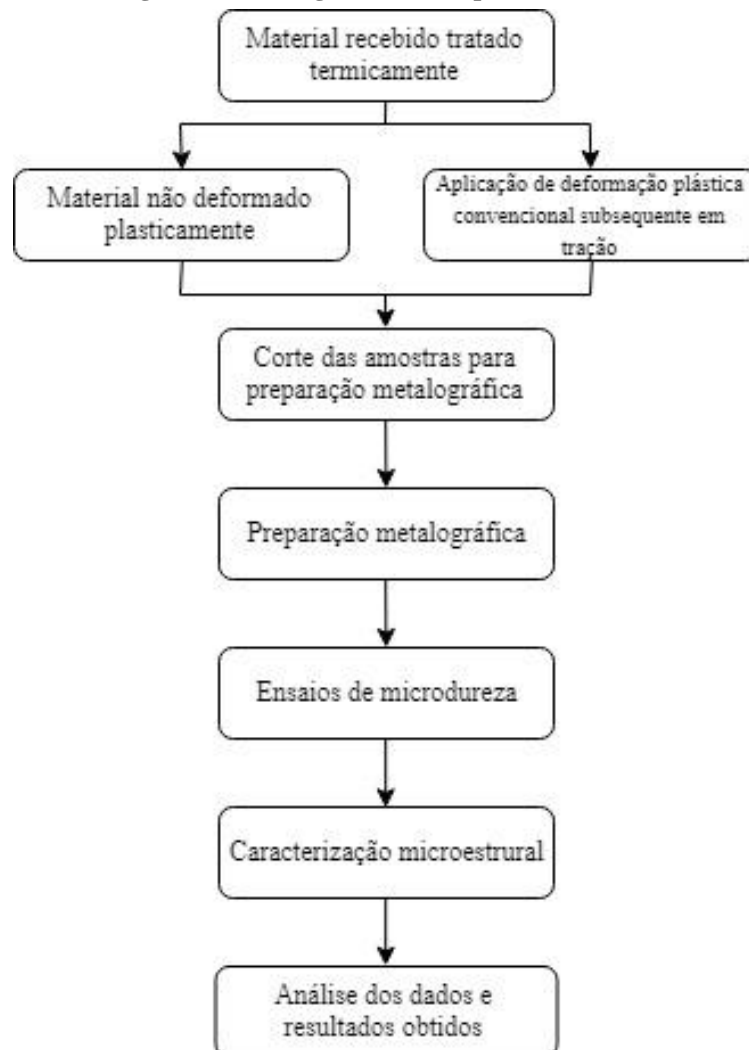 Material recebido tratado
termicamente
Material não deformado
plasticamente
Aplicação de deformação plástica
convencional subsequente em
tração
Corte das amostras para
preparação metalográfica
Preparação metalográfica
Ensaios de microdureza
Caracterização microestrural
Análise dos dados e
resultados obtidos